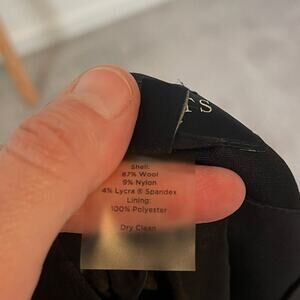 S
Shell:
87% Wool
9% Nylon
4% Lycra ® Spandex
Lining:
100% Polyester
Dry Clean